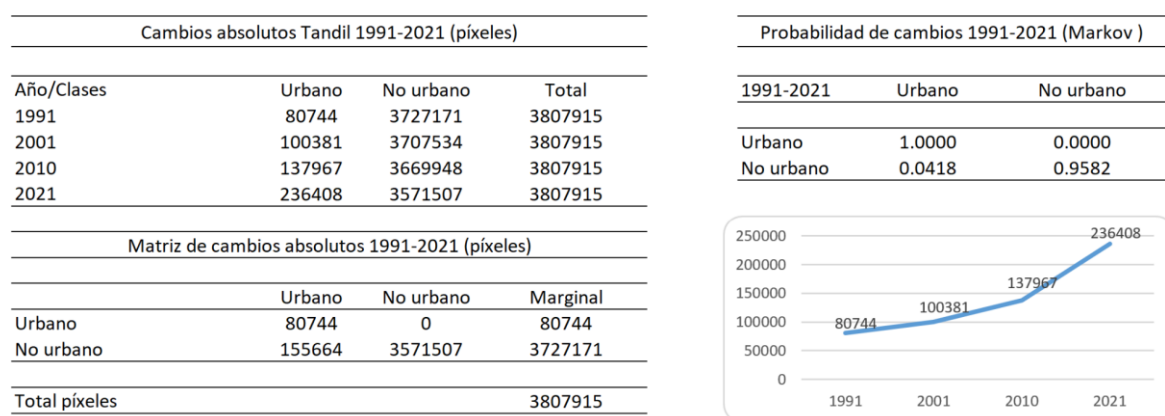 Cambios absolutos Tandil 1991-2021 (píxeles)
Año/Clases Urbano No urbano Total
1991 80744 3727171 3807915
2001 100381 3707534 3807915
2010 137967 3669948 3807915
2021 236408 3571507 3807915
Matriz de cambios absolutos 1991-2021 (píxeles)
Urbano No urbano Marginal
Urbano 80744 0 80744
No urbano 155664 3571507 3727171
Total píxeles 3807915
Probabilidad de cambios 1991-2021 (Markov )
1991-2021 Urbano No urbano
Urbano 1.0000 0.0000
No urbano 0.0418 0.9582
250000
200000
150000
100000
50000
0
80744
100381
137967
236408
1991 2001 2010 2021